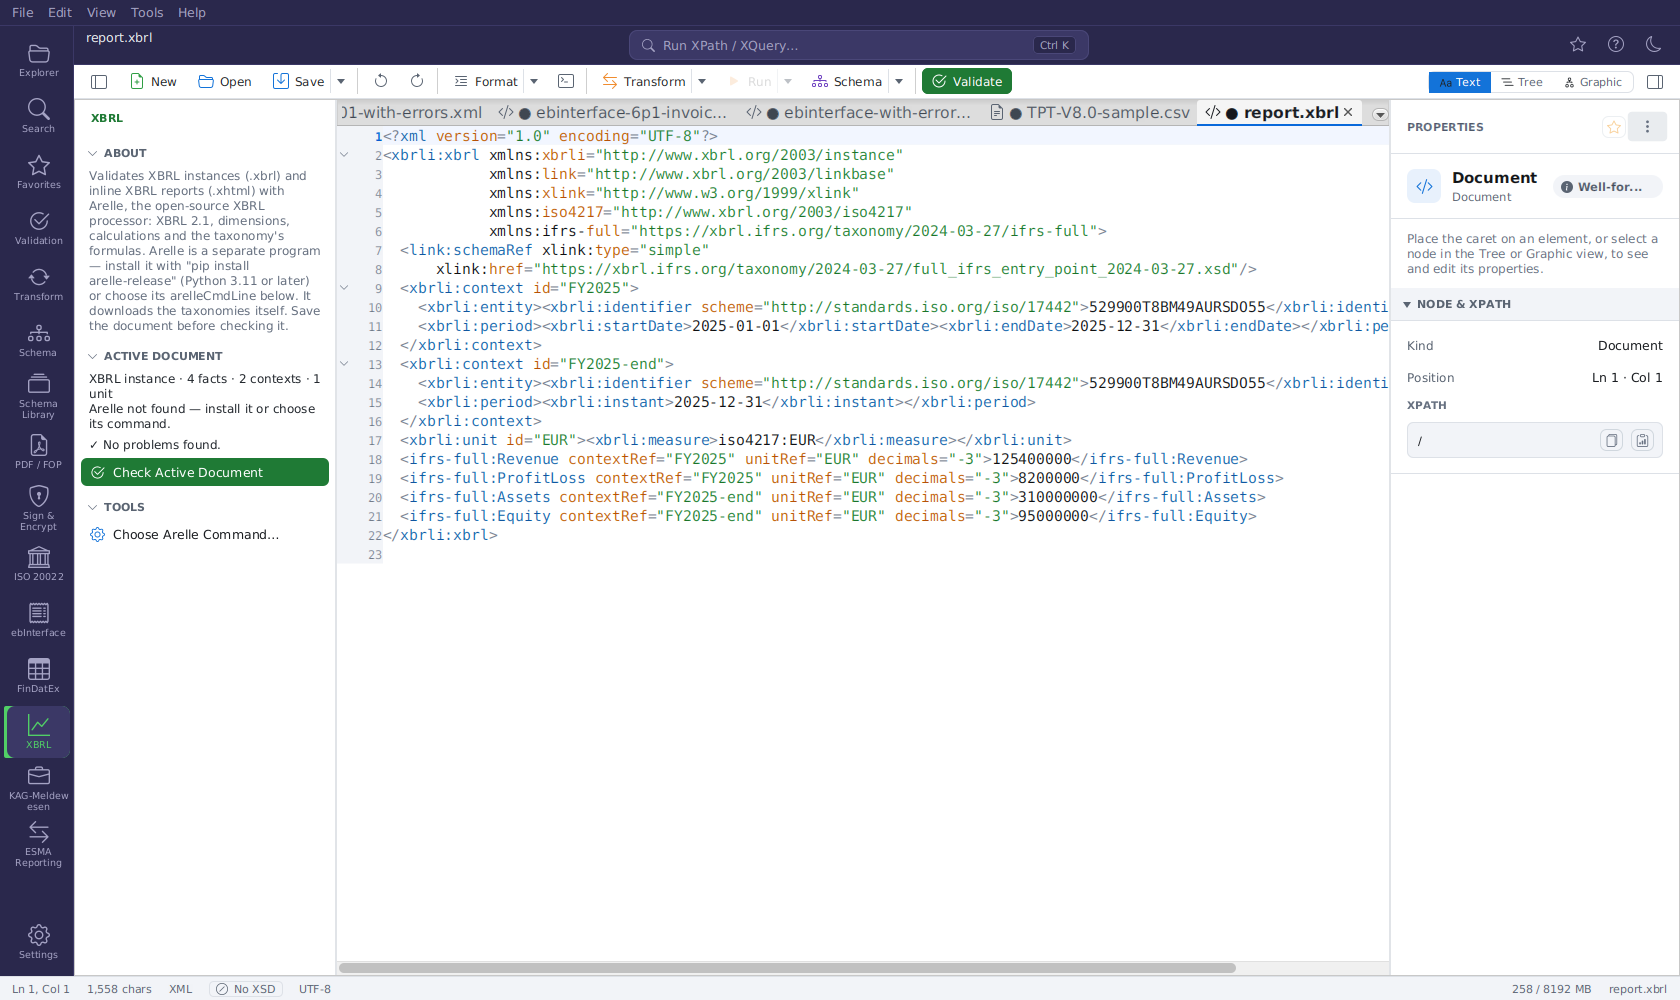 File Edit View Tools Help
report.xbrl
Run XPath / XQuery... Ctrl K
New Open Save Format Transform Run Schema Validate Aa Text Tree Graphic
Explorer
Search
Favorites
Validation
Transform
Schema
Schema
Library
PDF / FOP
Sign &
Encrypt
ISO 20022
ebInterface
FinDatEx
XBRL
KAG-Meldew
esen
ESMA
Reporting
Settings
XBRL
ABOUT
Validates XBRL instances (.xbrl) and
inline XBRL reports (.xhtml) with
Arelle, the open-source XBRL
processor: XBRL 2.1, dimensions,
calculations and the taxonomy's
formulas. Arelle is a separate program
— install it with "pip install
arelle-release" (Python 3.11 or later)
or choose its arelleCmdLine below. It
downloads the taxonomies itself. Save
the document before checking it.
ACTIVE DOCUMENT
XBRL instance · 4 facts · 2 contexts · 1
unit
Arelle not found — install it or choose
its command.
✓ No problems found.
Check Active Document
TOOLS
Choose Arelle Command...
01-with-errors.xml </> ● ebinterface-6p1-invoic... </> ● ebinterface-with-error... ● TPT-V8.0-sample.csv </> ● report.xbrl ×
1 <?xml version="1.0" encoding="UTF-8"?>
2 <xbrli:xbrl xmlns:xbrli="http://www.xbrl.org/2003/instance"
3 xmlns:link="http://www.xbrl.org/2003/linkbase"
4 xmlns:xlink="http://www.w3.org/1999/xlink"
5 xmlns:iso4217="http://www.xbrl.org/2003/iso4217"
6 xmlns:ifrs-full="https://xbrl.ifrs.org/taxonomy/2024-03-27/ifrs-full">
7 <link:schemaRef xlink:type="simple"
8 xlink:href="https://xbrl.ifrs.org/taxonomy/2024-03-27/full_ifrs_entry_point_2024-03-27.xsd"/>
9 <xbrli:context id="FY2025">
10 <xbrli:entity><xbrli:identifier scheme="http://standards.iso.org/iso/17442">529900T8BM49AURSDO55</xbrli:identi
11 <xbrli:period><xbrli:startDate>2025-01-01</xbrli:startDate><xbrli:endDate>2025-12-31</xbrli:endDate></xbrli:pe
12 </xbrli:context>
13 <xbrli:context id="FY2025-end">
14 <xbrli:entity><xbrli:identifier scheme="http://standards.iso.org/iso/17442">529900T8BM49AURSDO55</xbrli:identi
15 <xbrli:period><xbrli:instant>2025-12-31</xbrli:instant></xbrli:period>
16 </xbrli:context>
17 <xbrli:unit id="EUR"><xbrli:measure>iso4217:EUR</xbrli:measure></xbrli:unit>
18 <ifrs-full:Revenue contextRef="FY2025" unitRef="EUR" decimals="-3">125400000</ifrs-full:Revenue>
19 <ifrs-full:ProfitLoss contextRef="FY2025" unitRef="EUR" decimals="-3">8200000</ifrs-full:ProfitLoss>
20 <ifrs-full:Assets contextRef="FY2025-end" unitRef="EUR" decimals="-3">310000000</ifrs-full:Assets>
21 <ifrs-full:Equity contextRef="FY2025-end" unitRef="EUR" decimals="-3">95000000</ifrs-full:Equity>
22 </xbrli:xbrl>
23
PROPERTIES
Document
Document
Well-for...
Place the caret on an element, or select a
node in the Tree or Graphic view, to see
and edit its properties.
NODE & XPATH
Kind Document
Position Ln 1 · Col 1
XPATH
/
Ln 1, Col 1 1,558 chars XML No XSD UTF-8 258 / 8192 MB report.xbrl